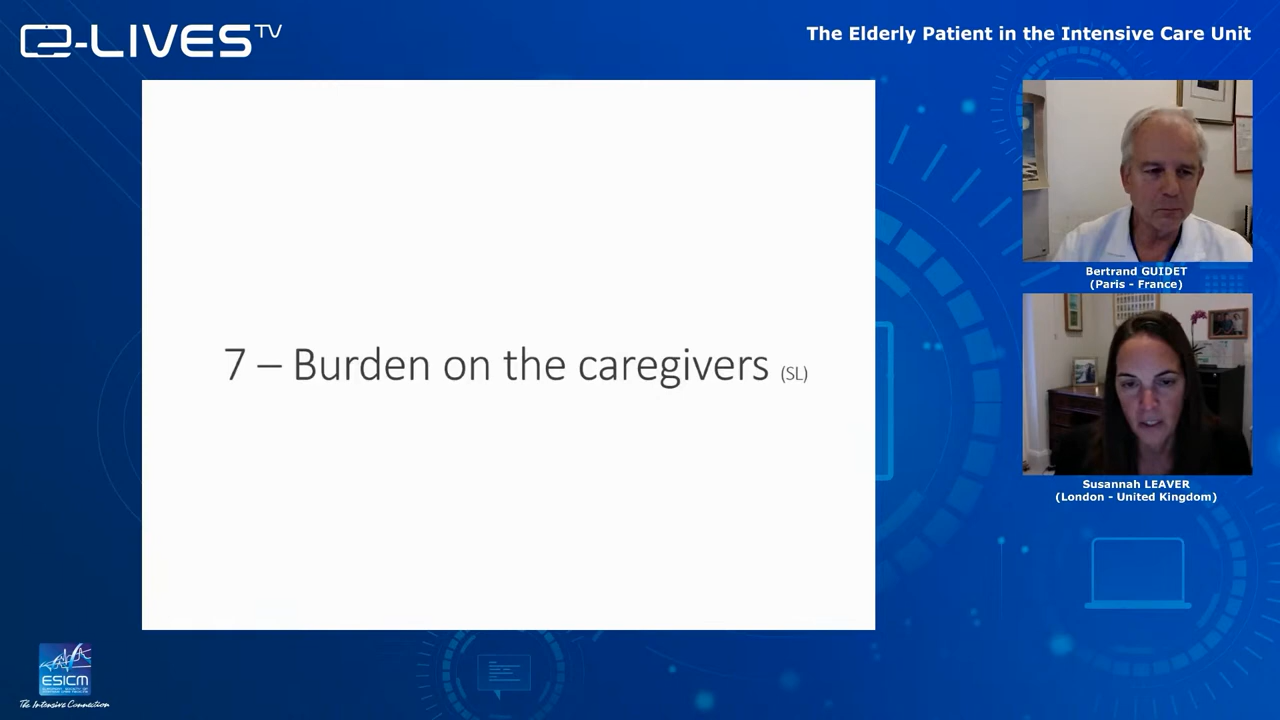 e-LIVES TV
The Elderly Patient in the Intensive Care Unit
7 – Burden on the caregivers (SL)
Bertrand GUIDET
(Paris - France)
Susannah LEAVER
(London - United Kingdom)
ESICM
The Intensive Connection